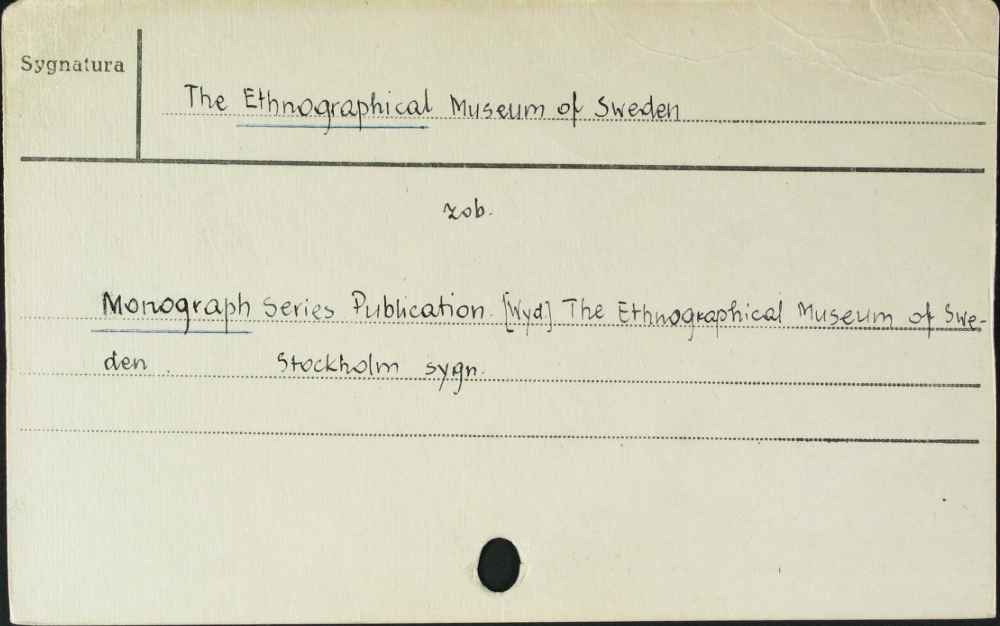 Sygnatura
The Ethnographical Museum of Sweden
zob.
Monograph Series Publication. [Wyd.] The Ethnographical Museum of Swe-
den. Stockholm sygn.